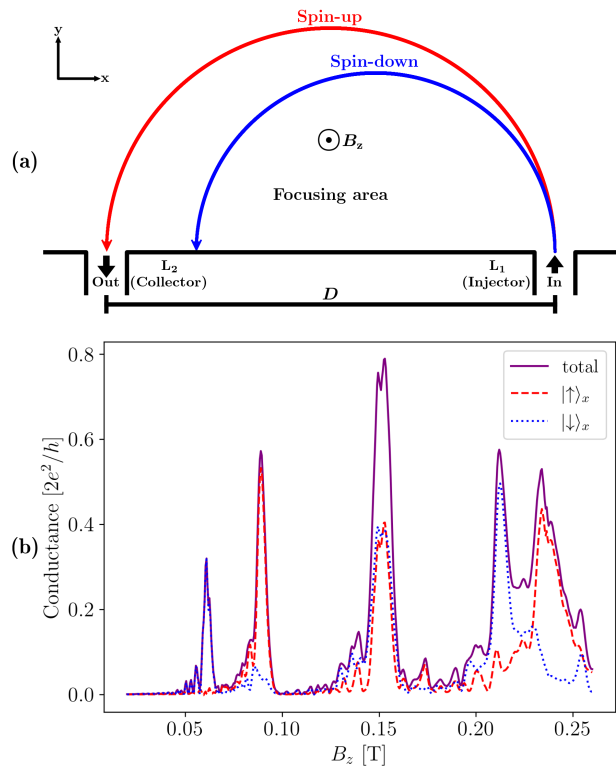 Spin-up
y
Spin-down
x
B_z
(a)
Focusing area
L_2
L_1
Out
(Collector)
(Injector)
In
D
0.8
total
|↑⟩_x
|↓⟩_x
0.6
Conductance [2e²/h]
(b)
0.4
0.2
0.0
0.05
0.10
0.15
0.20
0.25
B_z [T]